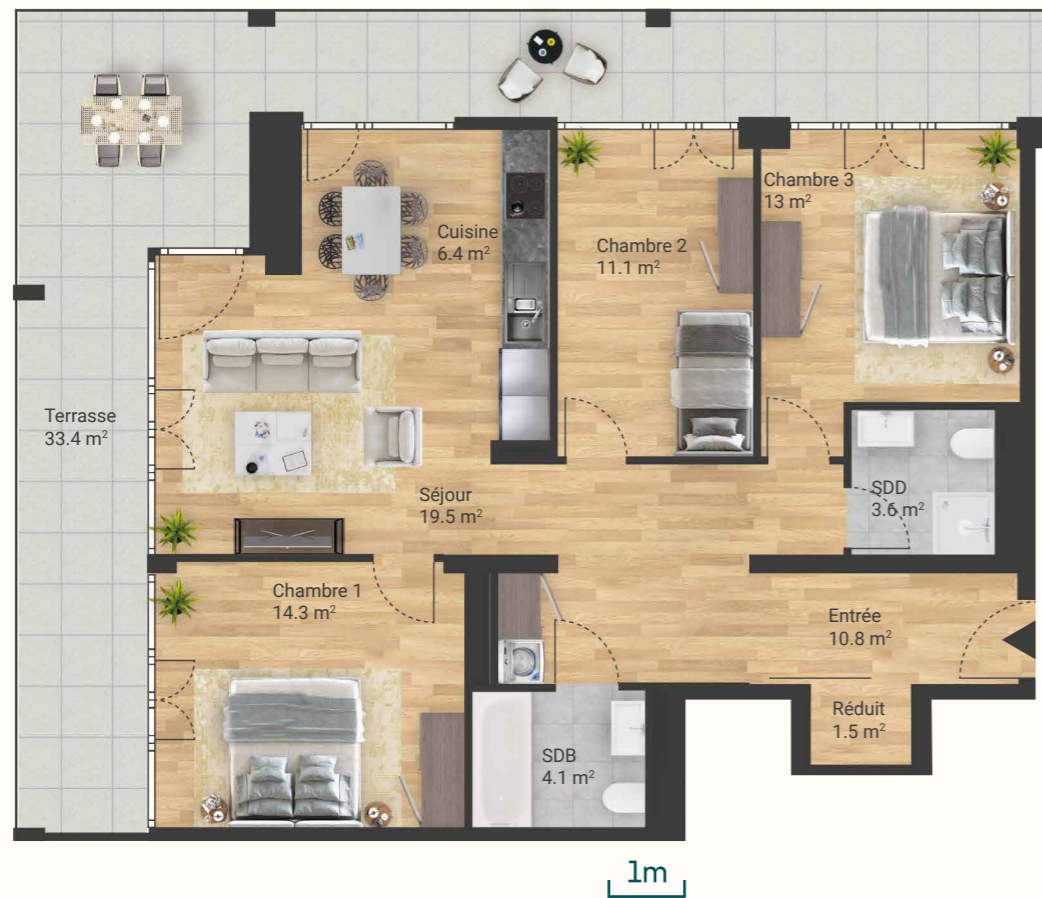 Chambre 3
13 m²
Cuisine
6.4 m²
Chambre 2
11.1 m²
Terrasse
33.4 m²
Séjour
19.5 m²
SDD
3.6 m²
Chambre 1
14.3 m²
Entrée
10.8 m²
Réduit
1.5 m²
SDB
4.1 m²
1m